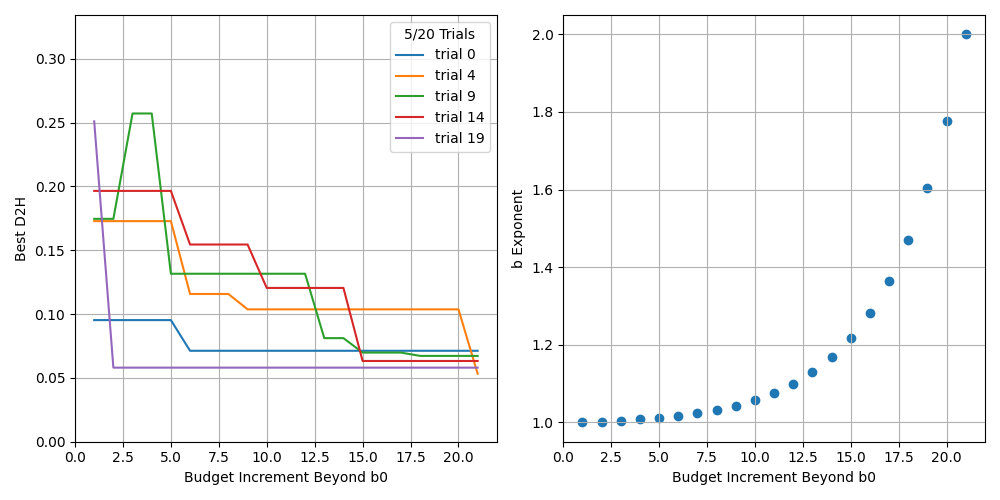 5/20 Trials
trial 0
trial 4
trial 9
trial 14
trial 19
0.30
0.25
0.20
0.15
0.10
0.05
0.00
Best D2H
0.0 2.5 5.0 7.5 10.0 12.5 15.0 17.5 20.0
Budget Increment Beyond b0
2.0
1.8
1.6
1.4
1.2
1.0
b Exponent
0.0 2.5 5.0 7.5 10.0 12.5 15.0 17.5 20.0
Budget Increment Beyond b0